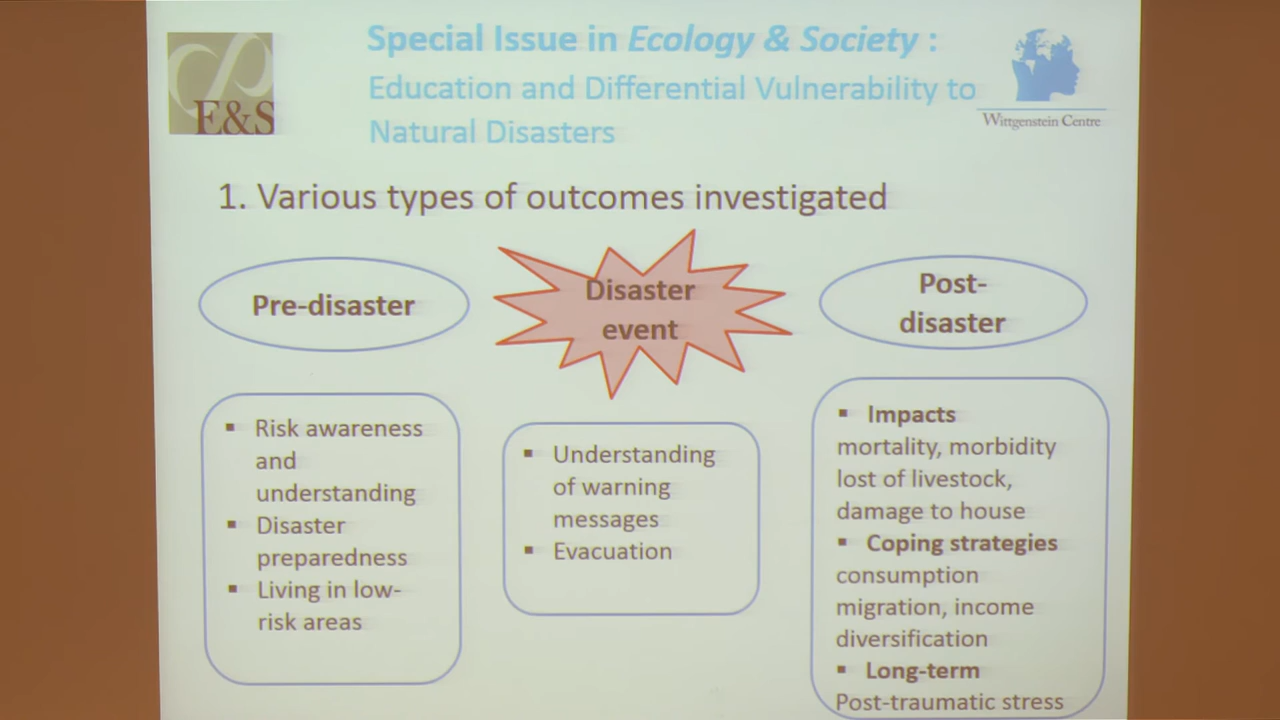 E&S
Special Issue in Ecology & Society :
Education and Differential Vulnerability to
Natural Disasters
Wittgenstein Centre
1. Various types of outcomes investigated
Pre-disaster
Disaster
event
Post-
disaster
▪ Risk awareness
and
understanding
▪ Disaster
preparedness
▪ Living in low-
risk areas
▪ Understanding
of warning
messages
▪ Evacuation
▪ Impacts
mortality, morbidity
lost of livestock,
damage to house
▪ Coping strategies
consumption
migration, income
diversification
▪ Long-term
Post-traumatic stress